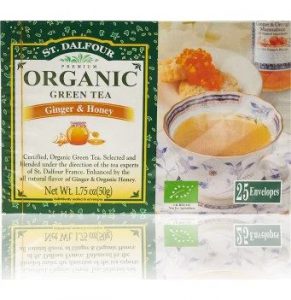 ST. DALFOUR
PREMIUM
ORGANIC
GREEN TEA
Ginger & Honey
Certified, Organic Green Tea. Selected and
blended under the direction of the tea experts
of St. Dalfour France. Enhanced by the
all natural flavor of Ginger & Organic Honey.
Net Wt. 1.75 oz(50g)
25 Envelopes